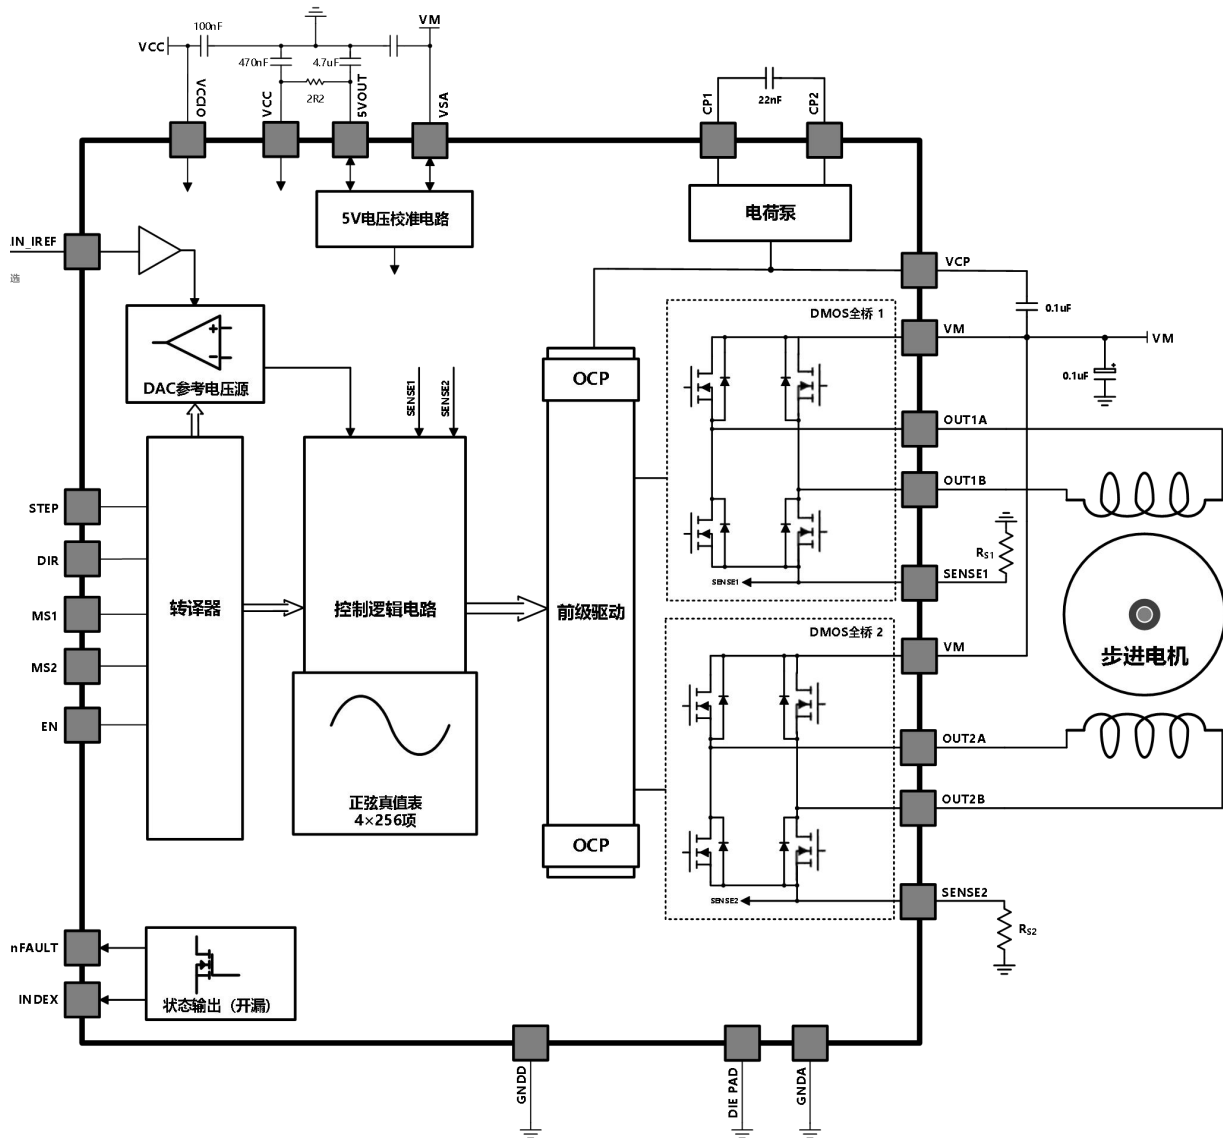 VM
100nF
VCC
470nF
4.7uF
2R2
VCCIO
VCC
5VOUT
VSA
CP1
22nF
CP2
5V电压校准电路
电荷泵
.IN_IREF
选
VCP
0.1uF
DMOS全桥 1
VM
VM
0.1uF
DAC参考电压源
SENSE1
SENSE2
OCP
OUT1A
OUT1B
STEP
DIR
MS1
MS2
EN
转译器
控制逻辑电路
前级驱动
RS1
SENSE1
SENSE1
DMOS全桥 2
VM
步进电机
OUT2A
OUT2B
正弦真值表
4×256项
OCP
SENSE2
SENSE2
RS2
nFAULT
INDEX
状态输出（开漏）
GNDD
DIE PAD
GNDA